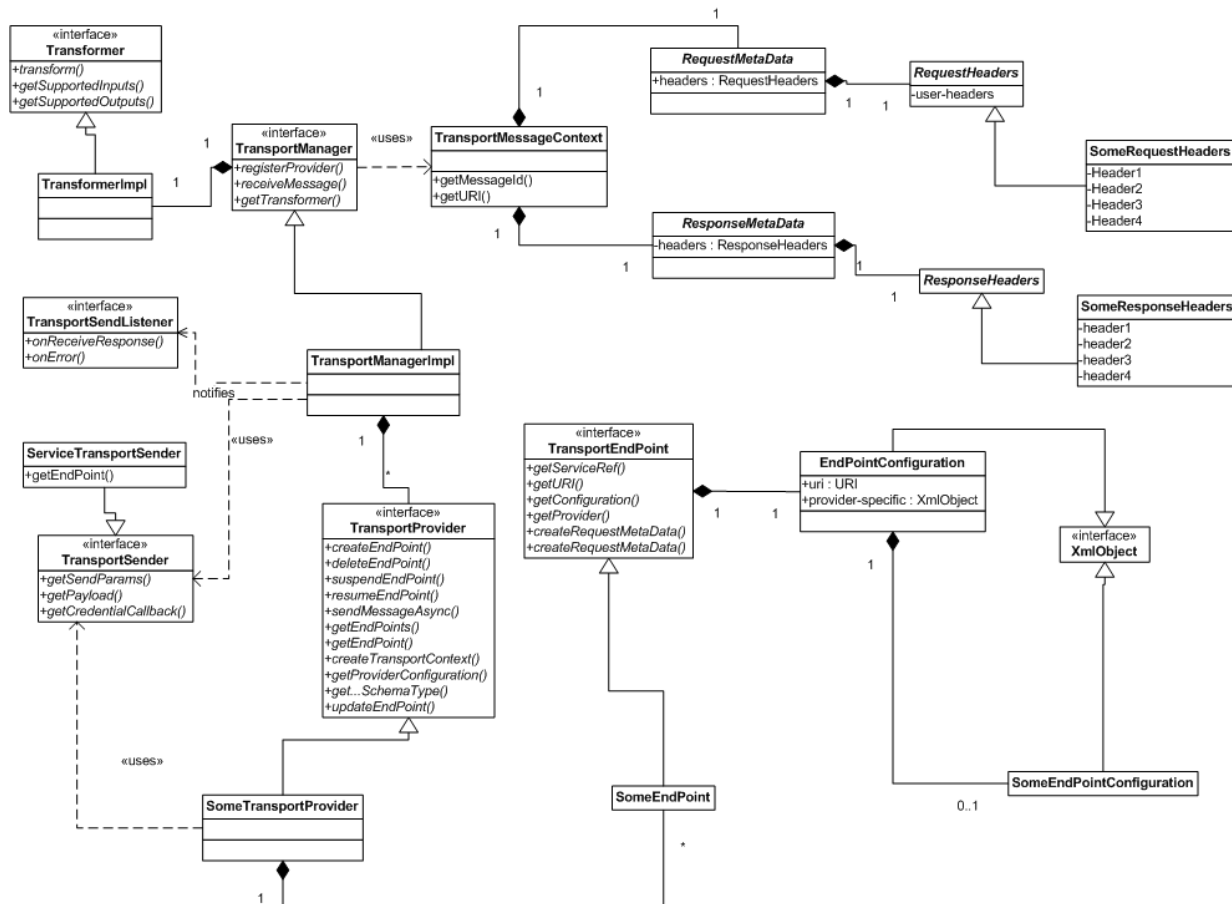 «interface»
Transformer
+transform()
+getSupportedInputs()
+getSupportedOutputs()
TransformerImpl
1
1
«interface»
TransportManager
+registerProvider()
+receiveMessage()
+getTransformer()
«uses»
TransportMessageContext
+getMessageId()
+getURI()
1
1
RequestMetaData
+headers : RequestHeaders
1
1
RequestHeaders
-user-headers
SomeRequestHeaders
-Header1
-Header2
-Header3
-Header4
1
1
ResponseMetaData
-headers : ResponseHeaders
1
1
ResponseHeaders
SomeResponseHeaders
-header1
-header2
-header3
-header4
«interface»
TransportSendListener
+onReceiveResponse()
+onError()
notifies
TransportManagerImpl
«uses»
1
*
ServiceTransportSender
+getEndPoint()
«interface»
TransportSender
+getSendParams()
+getPayload()
+getCredentialCallback()
«interface»
TransportProvider
+createEndPoint()
+deleteEndPoint()
+suspendEndPoint()
+resumeEndPoint()
+sendMessageAsync()
+getEndPoints()
+getEndPoint()
+createTransportContext()
+getProviderConfiguration()
+get...SchemaType()
+updateEndPoint()
«interface»
TransportEndPoint
+getServiceRef()
+getURI()
+getConfiguration()
+getProvider()
+createRequestMetaData()
+createRequestMetaData()
1
1
EndPointConfiguration
+uri : URI
+provider-specific : XmlObject
1
«interface»
XmlObject
«uses»
SomeTransportProvider
1
SomeEndPoint
*
0..1
SomeEndPointConfiguration